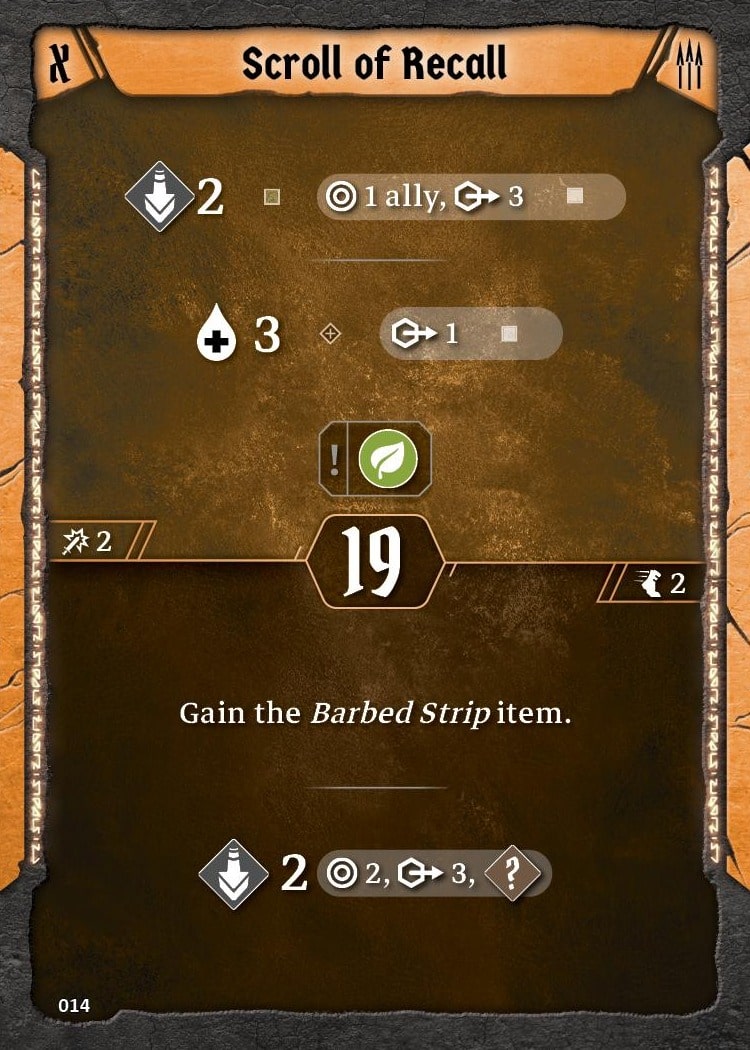 א Scroll of Recall
2 1 ally, 3
3 1
!
2
19
2
Gain the Barbed Strip item.
2 2, 3, ?
014